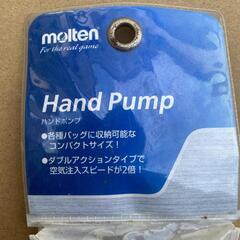 molten
For the real game
Hand Pump
ハンドポンプ
●各種バッグに収納可能な
コンパクトサイズ！
●ダブルアクションタイプで
空気注入スピードが2倍！